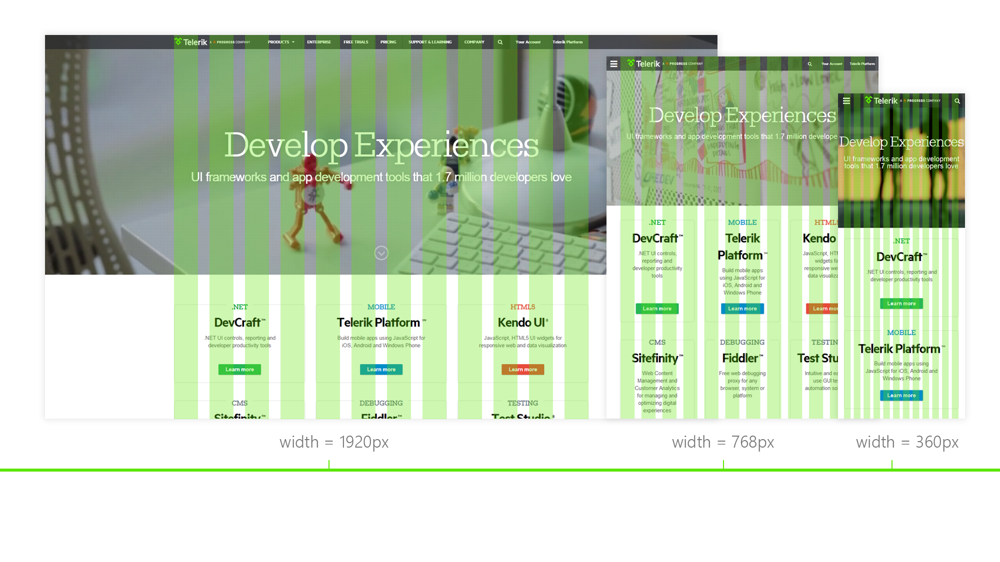 Telerik A PROGRESS COMPANY PRODUCTS ENTERPRISE FREE TRIALS PRICING SUPPORT & LEARNING COMPANY Your Account Telerik Platform
Develop Experiences
UI frameworks and app development tools that 1.7 million developers love
.NET
DevCraft™
.NET UI controls, reporting and
developer productivity tools
Learn more
MOBILE
Telerik Platform℠
Build mobile apps using JavaScript for
iOS, Android and Windows Phone
Learn more
HTML5
Kendo UI®
JavaScript, HTML5 UI widgets for
responsive web and data visualization
Learn more
CMS
Sitefinity™
DEBUGGING
Fiddler™
TESTING
Test Studio®
width = 1920px
Telerik A PROGRESS COMPANY Your Account Telerik Platform
Develop Experiences
UI frameworks and app development tools that 1.7 million develope
.NET
DevCraft™
.NET UI controls,
reporting and
developer productivity
tools
Learn more
MOBILE
Telerik
Platform℠
Build mobile apps
using JavaScript for
iOS, Android and
Windows Phone
Learn more
HTML5
Kendo
JavaScript, HTM
widgets fo
responsive we
data visualiza
Learn mor
CMS
Sitefinity™
Web Content
Management and
Customer Analytics
for managing and
optimizing digital
experiences
DEBUGGING
Fiddler™
Free web debugging
proxy for any
browser, system or
platform
TESTIN
Test Stu
Intuitive and ea
use GUI tes
automation so
width = 768px
Telerik A PROGRESS COMPANY
Develop Experiences
UI frameworks and app development
tools that 1.7 million developers love
.NET
DevCraft™
.NET UI controls, reporting and
developer productivity tools
Learn more
MOBILE
Telerik Platform℠
Build mobile apps using
JavaScript for iOS, Android and
Windows Phone
Learn more
width = 360px